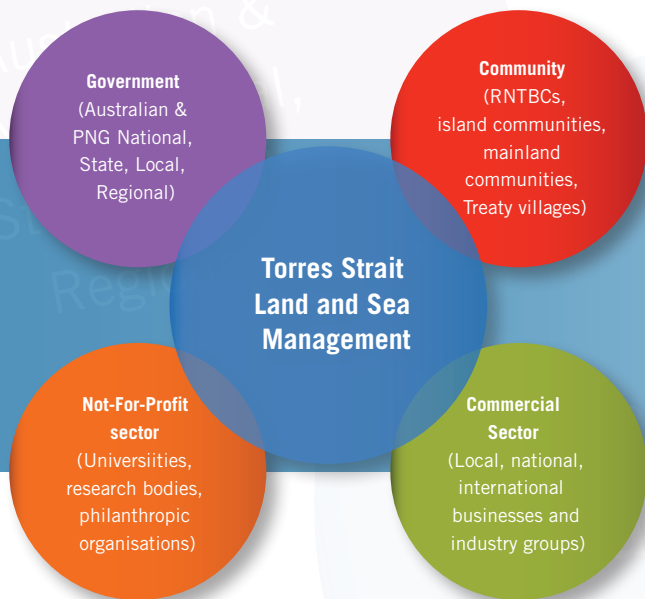 Government
(Australian &
PNG National,
State, Local,
Regional)
Community
(RNTBCs,
island communities,
mainland
communities,
Treaty villages)
Torres Strait
Land and Sea
Management
Not-For-Profit
sector
(Universiities,
research bodies,
philanthropic
organisations)
Commercial
Sector
(Local, national,
international
businesses and
industry groups)